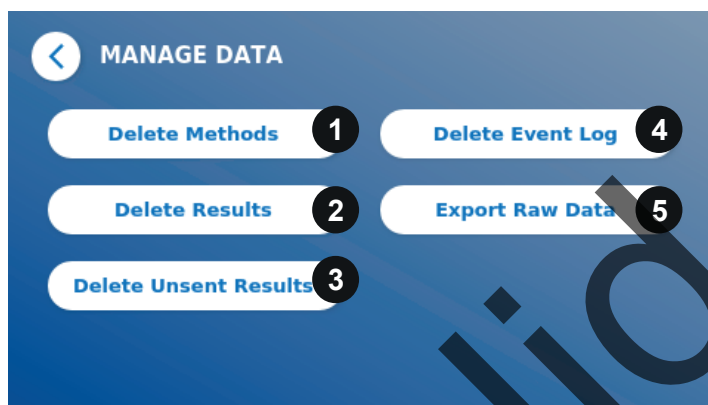 MANAGE DATA
Delete Methods 1
Delete Event Log 4
Delete Results 2
Export Raw Data 5
Delete Unsent Results 3